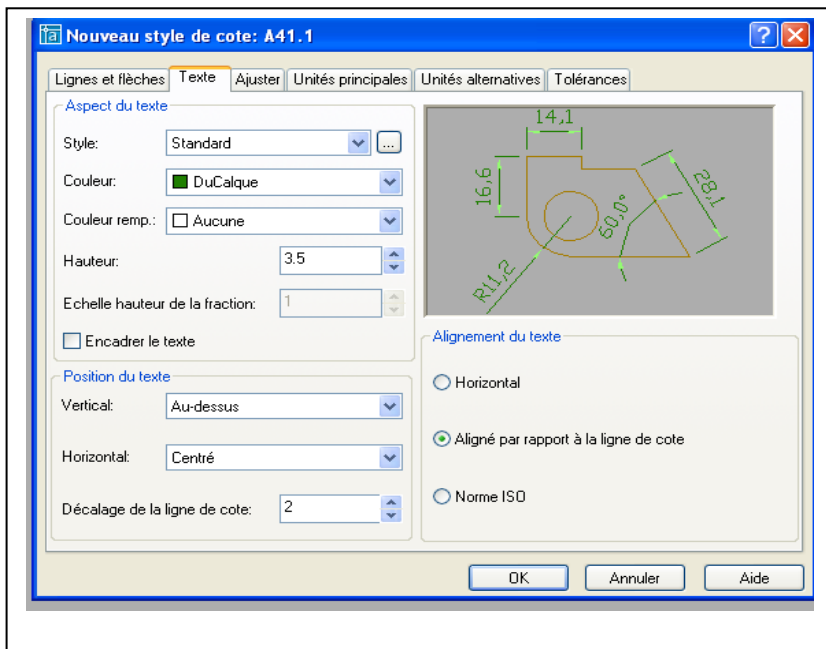 Nouveau style de cote: A41.1
Lignes et flèches Texte Ajuster Unités principales Unités alternatives Tolérances
Aspect du texte
Style: Standard ...
Couleur: DuCalque
Couleur remp.: Aucune
Hauteur: 3.5
Echelle hauteur de la fraction: 1
Encadrer le texte
Position du texte
Vertical: Au-dessus
Horizontal: Centré
Décalage de la ligne de cote: 2
14,1
16,6
28,1
60,0°
R11,2
Alignement du texte
Horizontal
Aligné par rapport à la ligne de cote
Norme ISO
OK Annuler Aide